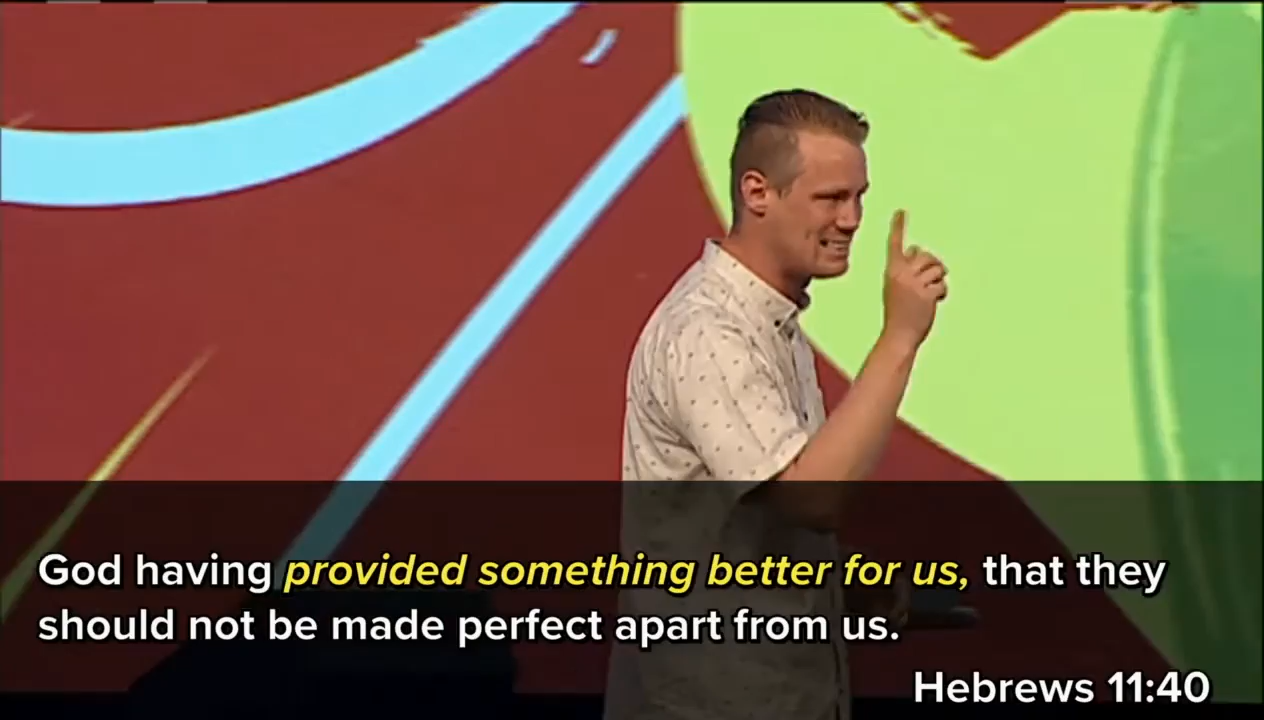 God having provided something better for us, that they
should not be made perfect apart from us.
Hebrews 11:40